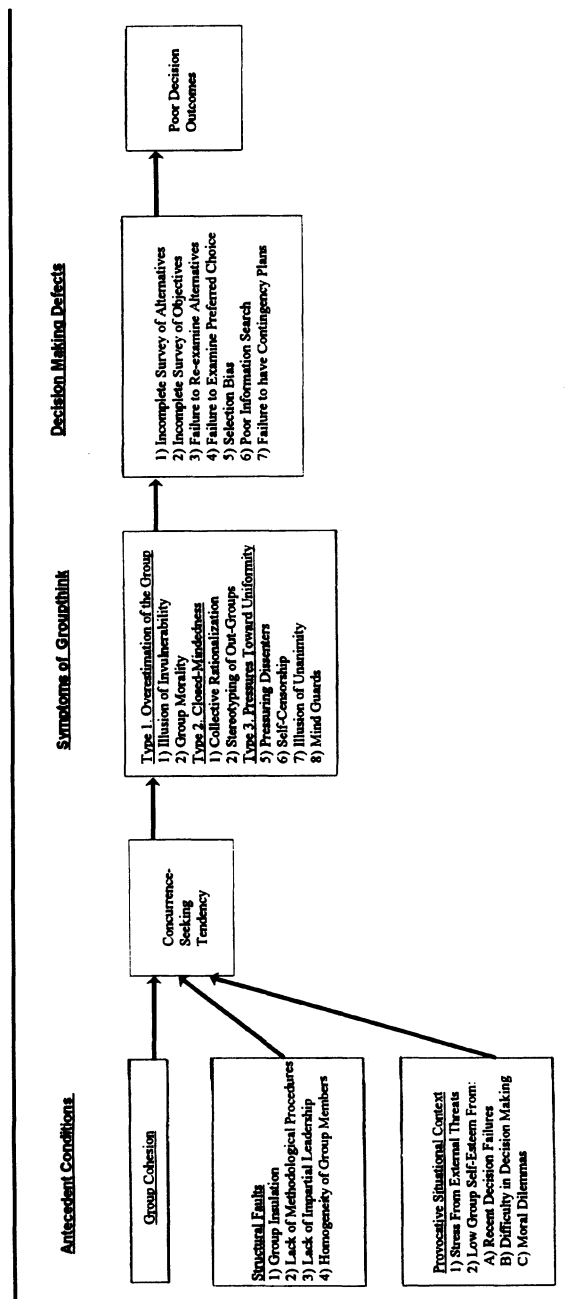 Antecedent Conditions
Group Cohesion
Structural Faults
1) Group Insulation
2) Lack of Methodological Procedures
3) Lack of Impartial Leadership
4) Homogeneity of Group Members
Provocative Situational Context
1) Stress From External Threats
2) Low Group Self-Esteem From:
A) Recent Decision Failures
B) Difficulty in Decision Making
C) Moral Dilemmas
Concurrence-
Seeking
Tendency
Symptoms of Groupthink
Type 1. Overestimation of the Group
1) Illusion of Invulnerability
2) Group Morality
Type 2. Closed-Mindedness
1) Collective Rationalization
2) Stereotyping of Out-Groups
Type 3. Pressures Toward Uniformity
5) Pressuring Dissenters
6) Self-Censorship
7) Illusion of Unanimity
8) Mind Guards
Decision Making Defects
1) Incomplete Survey of Alternatives
2) Incomplete Survey of Objectives
3) Failure to Re-examine Alternatives
4) Failure to Examine Preferred Choice
5) Selection Bias
6) Poor Information Search
7) Failure to have Contingency Plans
Poor Decision
Outcomes